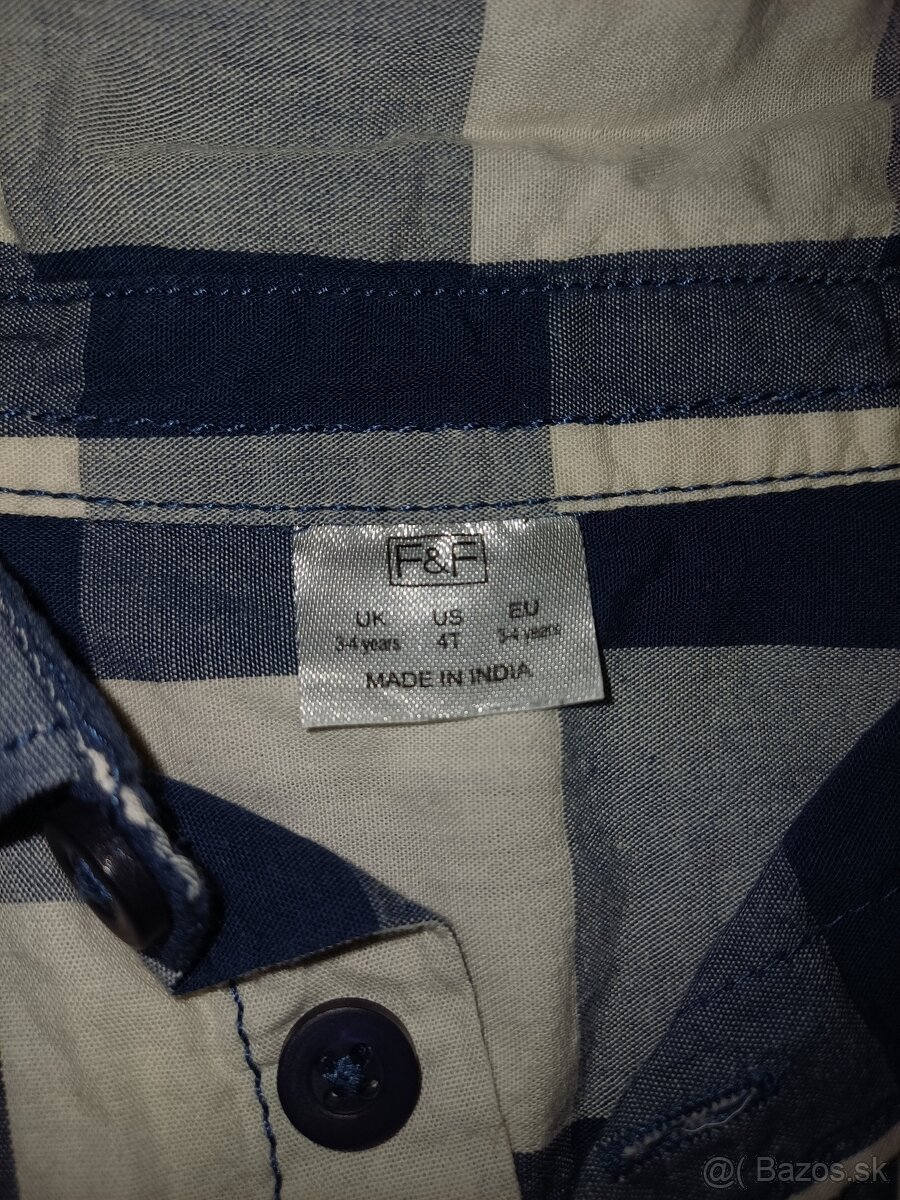 F&F
UK US EU
3-4 years 4T 3-4 years
MADE IN INDIA
@( Bazos.sk